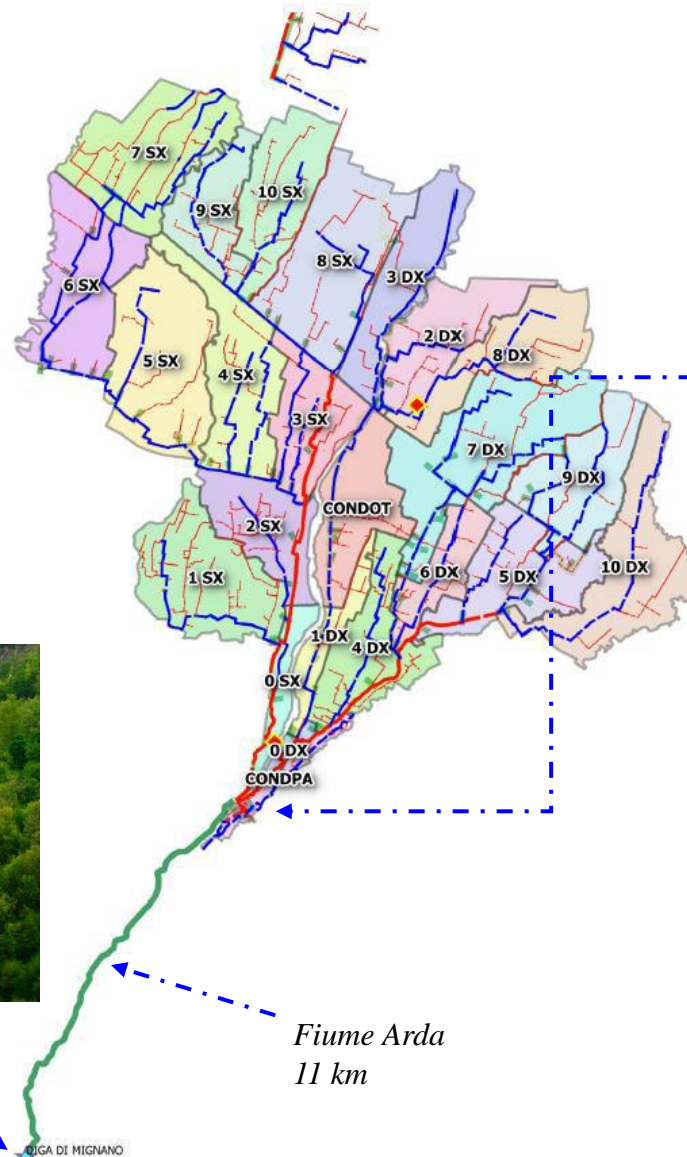 7 SX
9 SX
10 SX
8 SX
3 DX
6 SX
2 DX
8 DX
5 SX
4 SX
3 SX
7 DX
9 DX
CONDOT
2 SX
1 SX
6 DX
5 DX
10 DX
1 DX
4 DX
0 SX
0 DX
CONDPA
Fiume Arda
11 km
DIGA DI MIGNANO